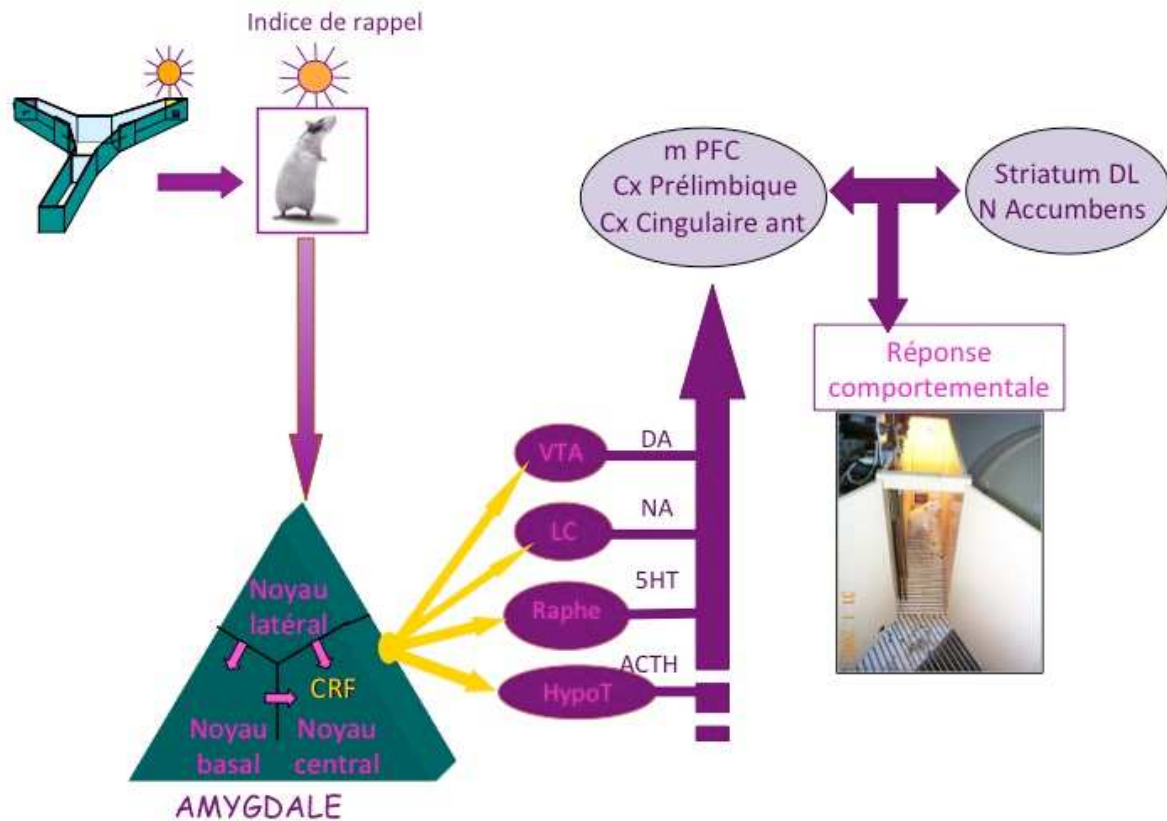 Indice de rappel
m PFC
Cx Prélimbique
Cx Cingulaire ant
Striatum DL
N Accumbens
Réponse
comportementale
VTA
DA
LC
NA
Raphe
5HT
HypoT
ACTH
Noyau
latéral
CRF
Noyau
basal
Noyau
central
AMYGDALE